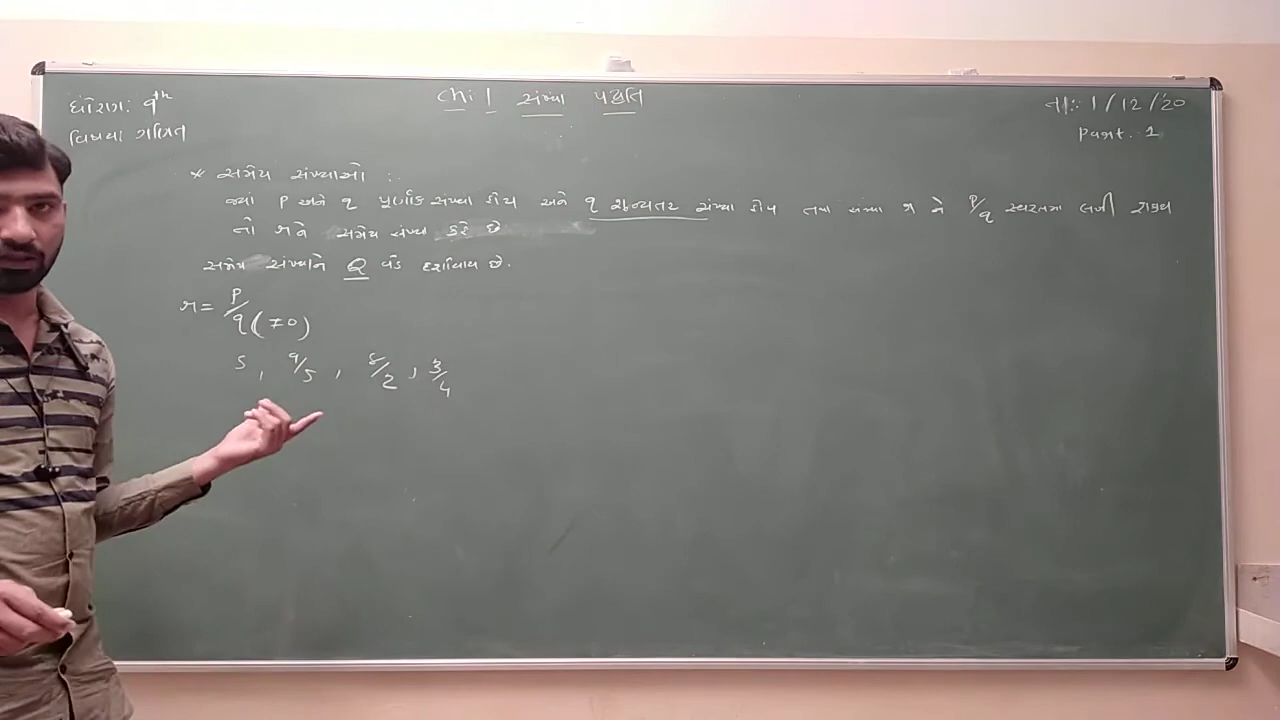 ધોરણ: 9th
વિષય: ગણિત
Ch: 1 સંખ્યા પદ્ધતિ
તા: 1/12/20
Part. 1
* સંમેય સંખ્યાઓ :
જ્યાં P અને q પૂર્ણાંક સંખ્યા હોય અને q શૂન્યેતર સંખ્યા હોય તથા સંખ્યા r ને P/q સ્વરૂપમાં લખી શકાય
તો r ને સંમેય સંખ્યા કહે છે
સંમેય સંખ્યાને Q વડે દર્શાવાય છે.
r = P/q (≠0)
5 , 9/5 , 8/2 , 3/4